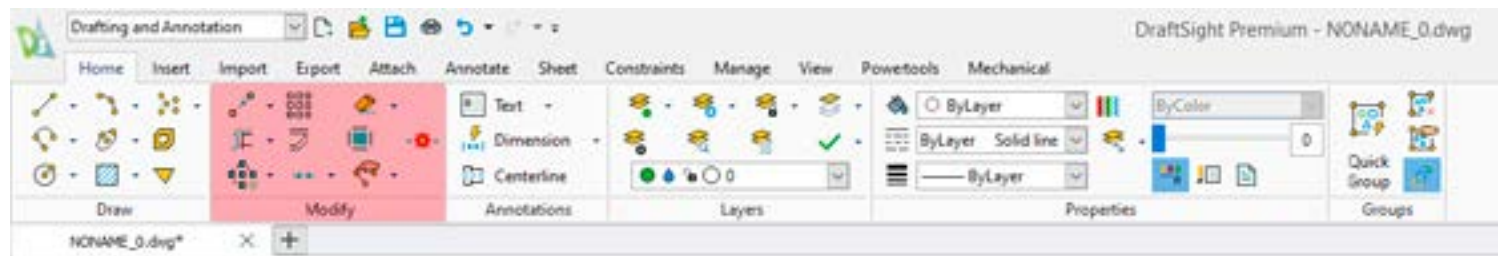 Drafting and Annotation
DraftSight Premium - NONAME_0.dwg
Home Insert Import Export Attach Annotate Sheet Constraints Manage View Powertools Mechanical
Text
ByLayer
ByColor
Dimension
ByLayer Solid line
0
Centerline
0
ByLayer
Quick
Group
Draw Modify Annotations Layers Properties Groups
NONAME_0.dwg*